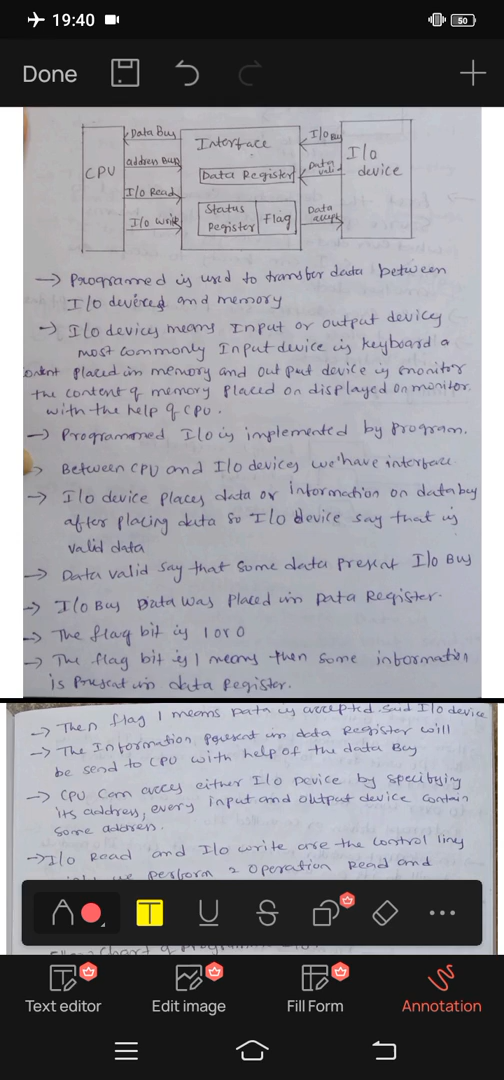 19:40
50
Done
Data Bus
Interface
I/O Bus
CPU
address Bus
Data Register
Data valid
I/O device
I/O Read
Status Register
Flag
Data accept
I/O write
→ Programmed is used to transfer data between
I/O devices and memory
→ I/O devices means Input or output devices
most commonly Input device is keyboard a
placed in memory and output device is monitor
the content of memory placed on displayed on monitor
with the help of CPU.
→ Programmed I/O is implemented by program.
→ Between CPU and I/O devices we have interface
→ I/O device places data or information on databus
after placing data so I/O device say that is
valid data
→ Data valid say that some data present I/O Bus
→ I/O Bus Data was placed in Data Register.
→ The flag bit is 1 or 0
→ The flag bit is 1 means then some information
is present in data Register.
→ Then flag 1 means Data is accepted said I/O device
→ The Information present in data Register will
be send to CPU with help of the data Bus
→ CPU can acces either I/O Device by specifying
its address, every input and output device contain
some address.
→ I/O Read and I/O write are the control lines
perform 2 operation Read and
Chart of
Text editor
Edit image
Fill Form
Annotation